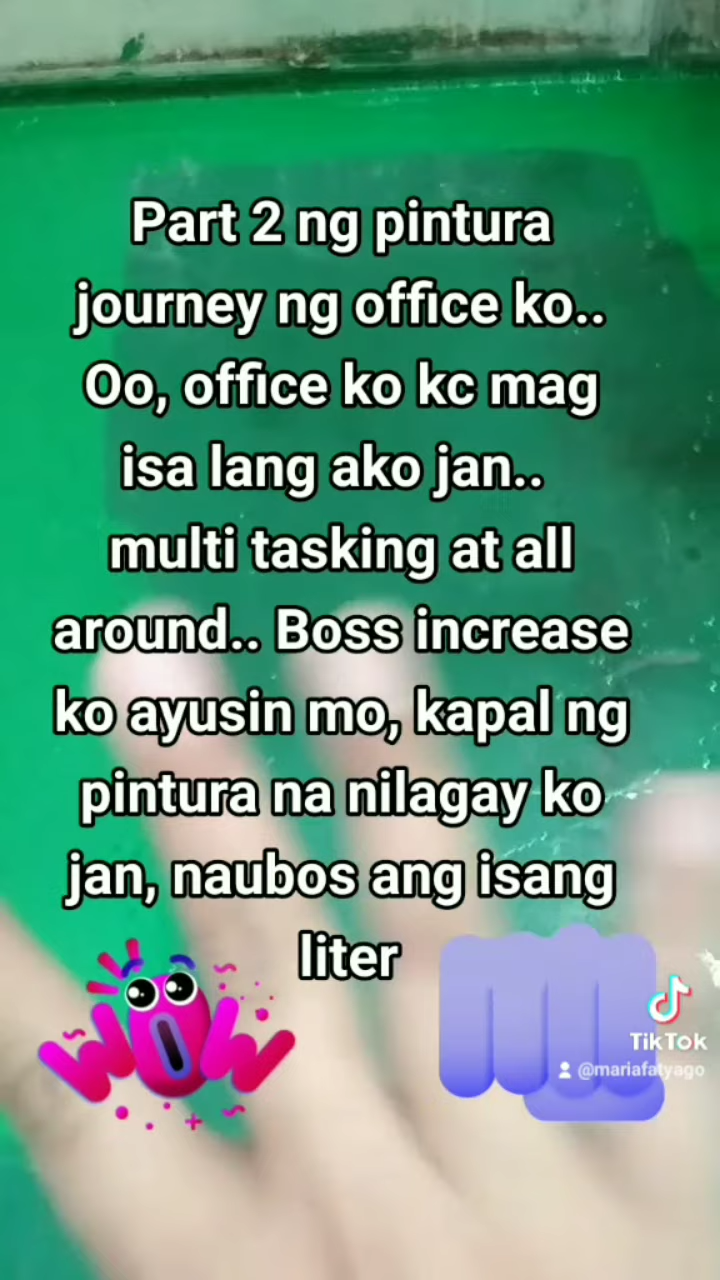 Part 2 ng pintura
journey ng office ko..
Oo, office ko kc mag
isa lang ako jan..
multi tasking at all
around.. Boss increase
ko ayusin mo, kapal ng
pintura na nilagay ko
jan, naubos ang isang
liter
WOW
TikTok
@mariafatyago